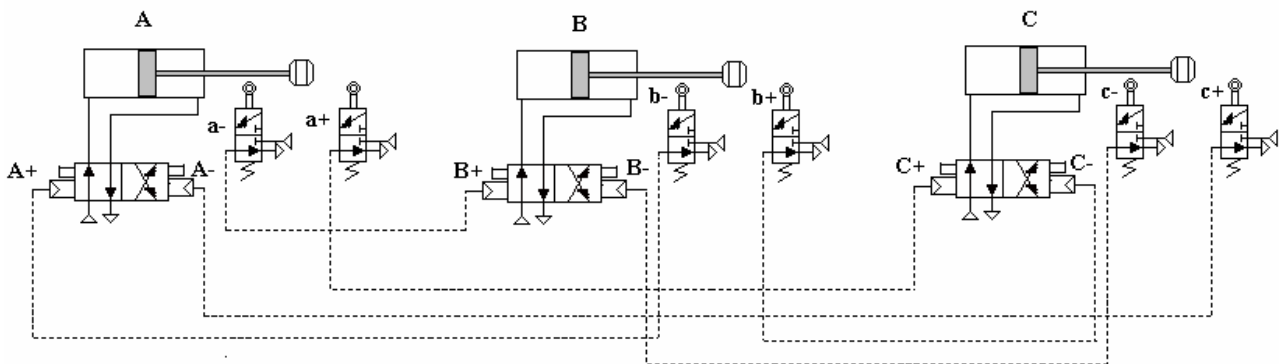 A B C
a- a+ b- b+ c- c+
A+ A- B+ B- C+ C-